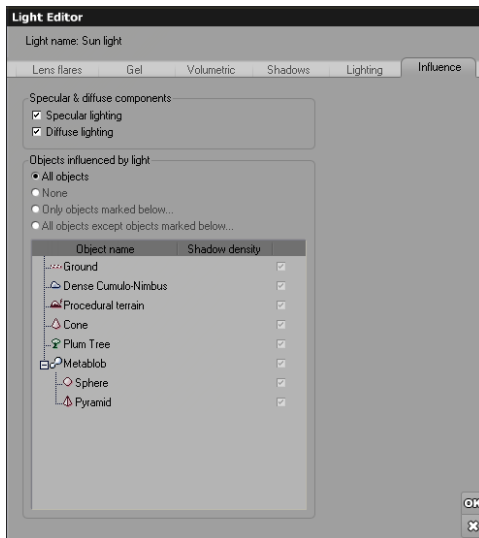 Light Editor
Light name: Sun light
Lens flares Gel Volumetric Shadows Lighting Influence
Specular & diffuse components
Specular lighting
Diffuse lighting
Objects influenced by light
All objects
None
Only objects marked below...
All objects except objects marked below...
Object name Shadow density
Ground
Dense Cumulo-Nimbus
Procedural terrain
Cone
Plum Tree
Metablob
Sphere
Pyramid
OK